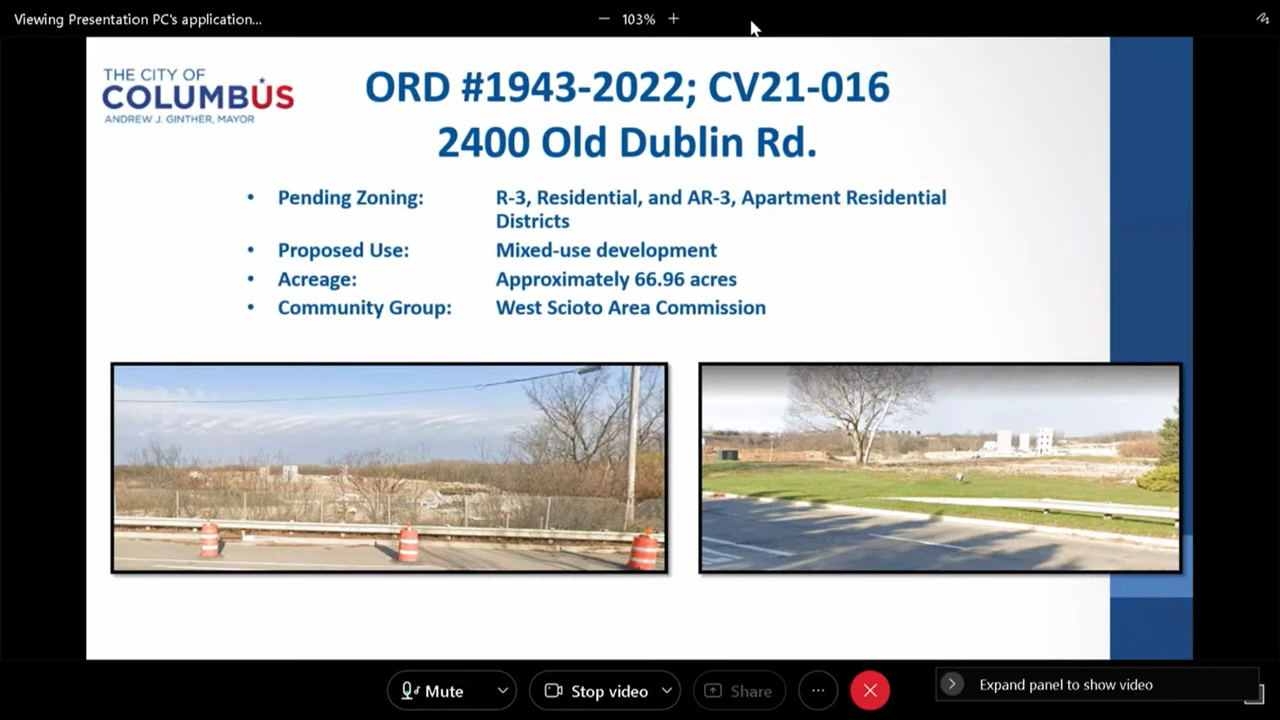 Viewing Presentation PC's application...
103%
THE CITY OF
COLUMBUS
ANDREW J. GINTHER, MAYOR
ORD #1943-2022; CV21-016
2400 Old Dublin Rd.
• Pending Zoning: R-3, Residential, and AR-3, Apartment Residential
Districts
• Proposed Use: Mixed-use development
• Acreage: Approximately 66.96 acres
• Community Group: West Scioto Area Commission
Mute
Stop video
Share
Expand panel to show video